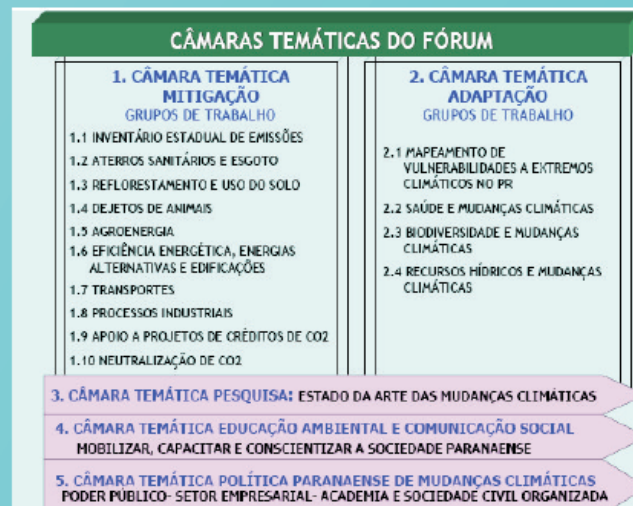 CÂMARAS TEMÁTICAS DO FÓRUM
1. CÂMARA TEMÁTICA
MITIGAÇÃO
GRUPOS DE TRABALHO
1.1 INVENTÁRIO ESTADUAL DE EMISSÕES
1.2 ATERROS SANITÁRIOS E ESGOTO
1.3 REFLORESTAMENTO E USO DO SOLO
1.4 DEJETOS DE ANIMAIS
1.5 AGROENERGIA
1.6 EFICIÊNCIA ENERGÉTICA, ENERGIAS
ALTERNATIVAS E EDIFICAÇÕES
1.7 TRANSPORTES
1.8 PROCESSOS INDUSTRIAIS
1.9 APOIO A PROJETOS DE CRÉDITOS DE CO2
1.10 NEUTRALIZAÇÃO DE CO2
2. CÂMARA TEMÁTICA
ADAPTAÇÃO
GRUPOS DE TRABALHO
2.1 MAPEAMENTO DE
VULNERABILIDADES A EXTREMOS
CLIMÁTICOS NO PR
2.2 SAÚDE E MUDANÇAS CLIMÁTICAS
2.3 BIODIVERSIDADE E MUDANÇAS
CLIMÁTICAS
2.4 RECURSOS HÍDRICOS E MUDANÇAS
CLIMÁTICAS
3. CÂMARA TEMÁTICA PESQUISA: ESTADO DA ARTE DAS MUDANÇAS CLIMÁTICAS
4. CÂMARA TEMÁTICA EDUCAÇÃO AMBIENTAL E COMUNICAÇÃO SOCIAL
MOBILIZAR, CAPACITAR E CONSCIENTIZAR A SOCIEDADE PARANAENSE
5. CÂMARA TEMÁTICA POLÍTICA PARANAENSE DE MUDANÇAS CLIMÁTICAS
PODER PÚBLICO- SETOR EMPRESARIAL- ACADEMIA E SOCIEDADE CIVIL ORGANIZADA